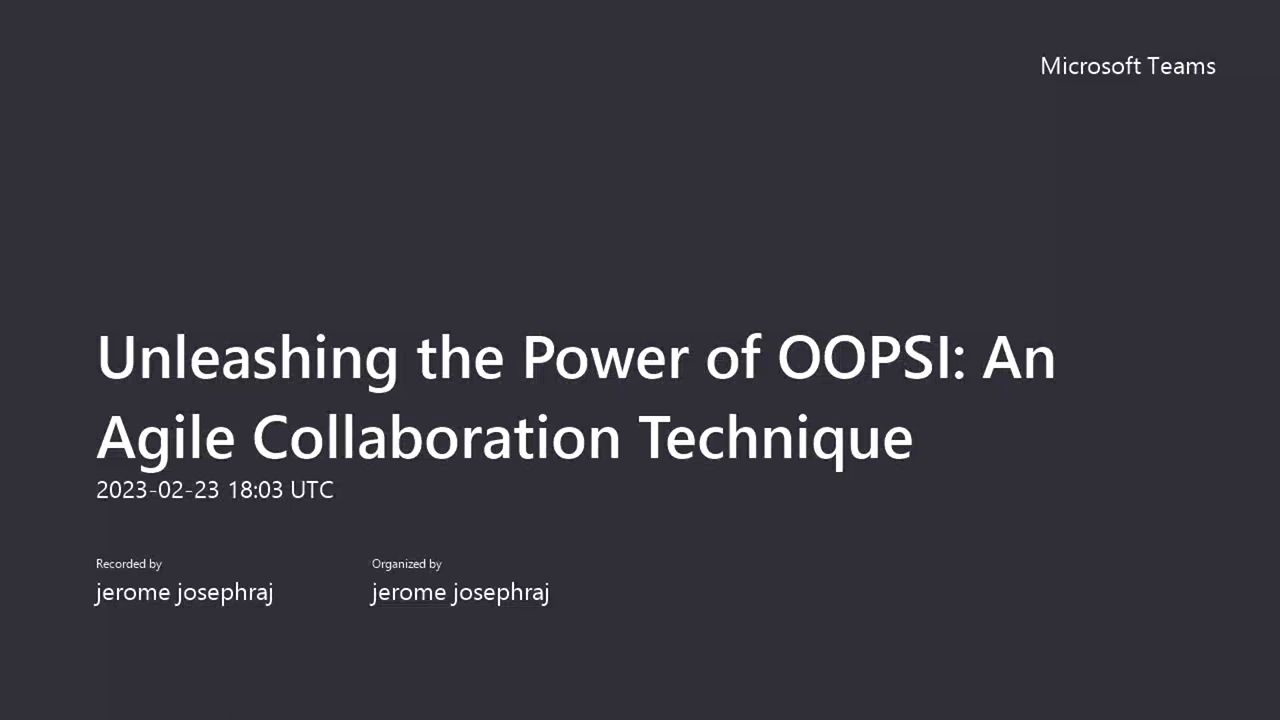 Microsoft Teams
Unleashing the Power of OOPSI: An
Agile Collaboration Technique
2023-02-23 18:03 UTC
Recorded by
jerome josephraj
Organized by
jerome josephraj